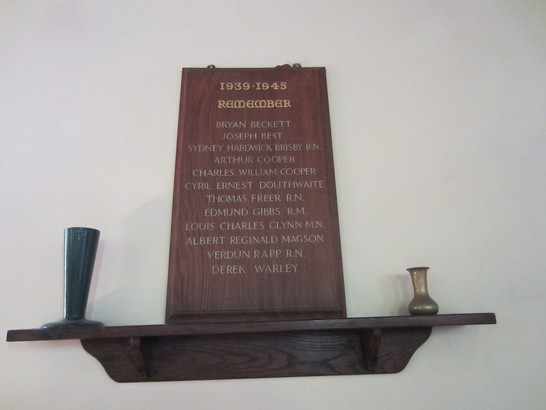 1939-1945
REMEMBER
BRYAN BECKETT
JOSEPH BEST
SYDNEY HARDWICK BRISBY R.N.
ARTHUR COOPER
CHARLES WILLIAM COOPER
CYRIL ERNEST DOUTHWAITE
THOMAS FREER R.N.
EDMUND GIBBS R.M.
LOUIS CHARLES GLYNN M.N.
ALBERT REGINALD MAGSON
VERDUN RAPP R.N.
DEREK WARLEY